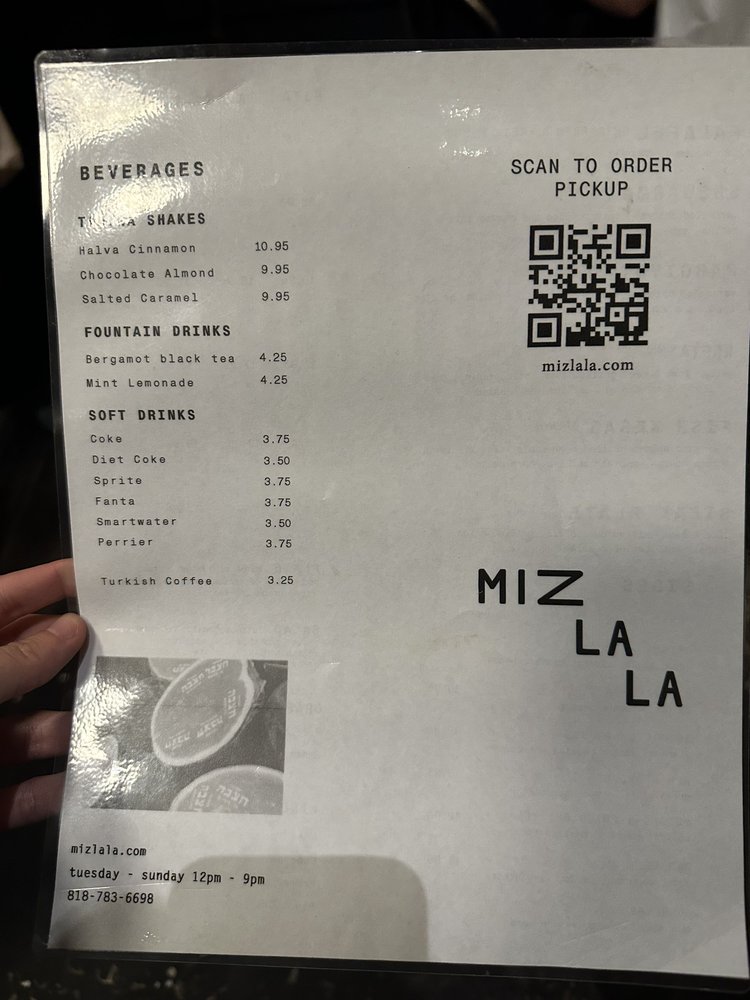 BEVERAGES
SHAKES
Halva Cinnamon 10.95
Chocolate Almond 9.95
Salted Caramel 9.95
FOUNTAIN DRINKS
Bergamot black tea 4.25
Mint Lemonade 4.25
SOFT DRINKS
Coke 3.75
Diet Coke 3.50
Sprite 3.75
Fanta 3.75
Smartwater 3.50
Perrier 3.75
Turkish Coffee 3.25
mizlala.com
tuesday - sunday 12pm - 9pm
818-783-6698
SCAN TO ORDER
PICKUP
mizlala.com
MIZ
LA
LA